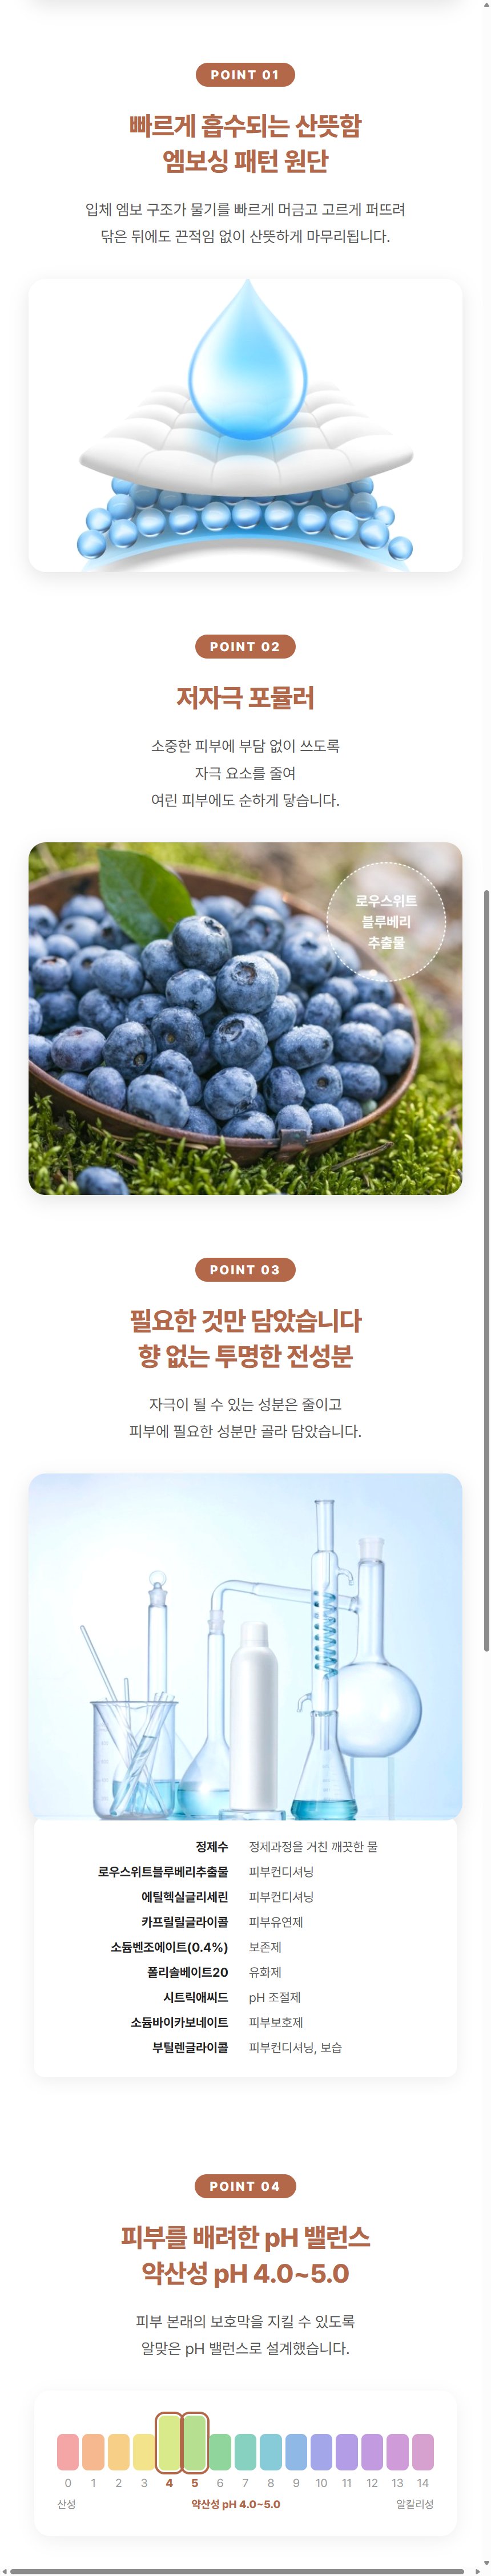 POINT 01
빠르게 흡수되는 산뜻함
엠보싱 패턴 원단
입체 엠보 구조가 물기를 빠르게 머금고 고르게 퍼뜨려
닦은 뒤에도 끈적임 없이 산뜻하게 마무리됩니다.
POINT 02
저자극 포뮬러
소중한 피부에 부담 없이 쓰도록
자극 요소를 줄여
여린 피부에도 순하게 닿습니다.
로우스위트
블루베리
추출물
POINT 03
필요한 것만 담았습니다
향 없는 투명한 전성분
자극이 될 수 있는 성분은 줄이고
피부에 필요한 성분만 골라 담았습니다.
정제수 정제과정을 거친 깨끗한 물
로우스위트블루베리추출물 피부컨디셔닝
에틸헥실글리세린 피부컨디셔닝
카프릴릴글라이콜 피부유연제
소듐벤조에이트(0.4%) 보존제
폴리솔베이트20 유화제
시트릭애씨드 pH 조절제
소듐바이카보네이트 피부보호제
부틸렌글라이콜 피부컨디셔닝, 보습
POINT 04
피부를 배려한 pH 밸런스
약산성 pH 4.0~5.0
피부 본래의 보호막을 지킬 수 있도록
알맞은 pH 밸런스로 설계했습니다.
0 1 2 3 4 5 6 7 8 9 10 11 12 13 14
산성 약산성 pH 4.0~5.0 알칼리성